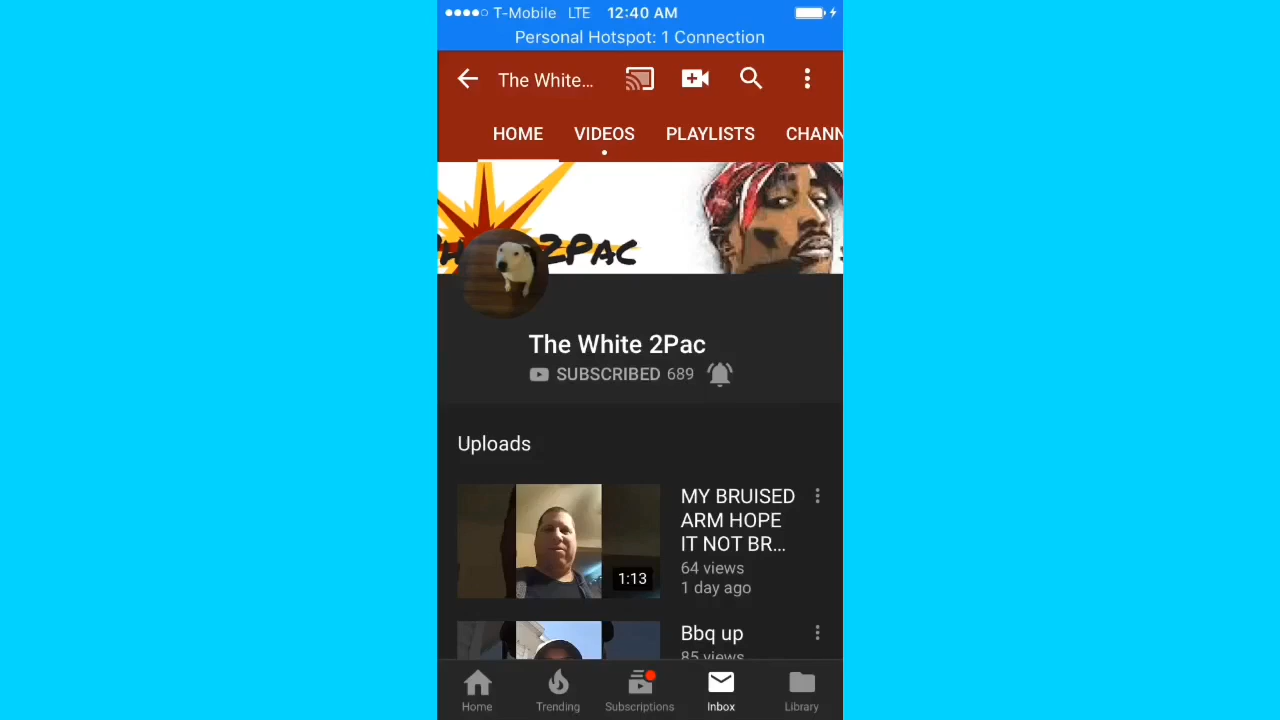 T-Mobile LTE 12:40 AM
Personal Hotspot: 1 Connection
The White...
HOME VIDEOS PLAYLISTS CHANN
2PAC
The White 2Pac
SUBSCRIBED 689
Uploads
MY BRUISED
ARM HOPE
IT NOT BR...
64 views
1 day ago
1:13
Bbq up
85 views
Home Trending Subscriptions Inbox Library